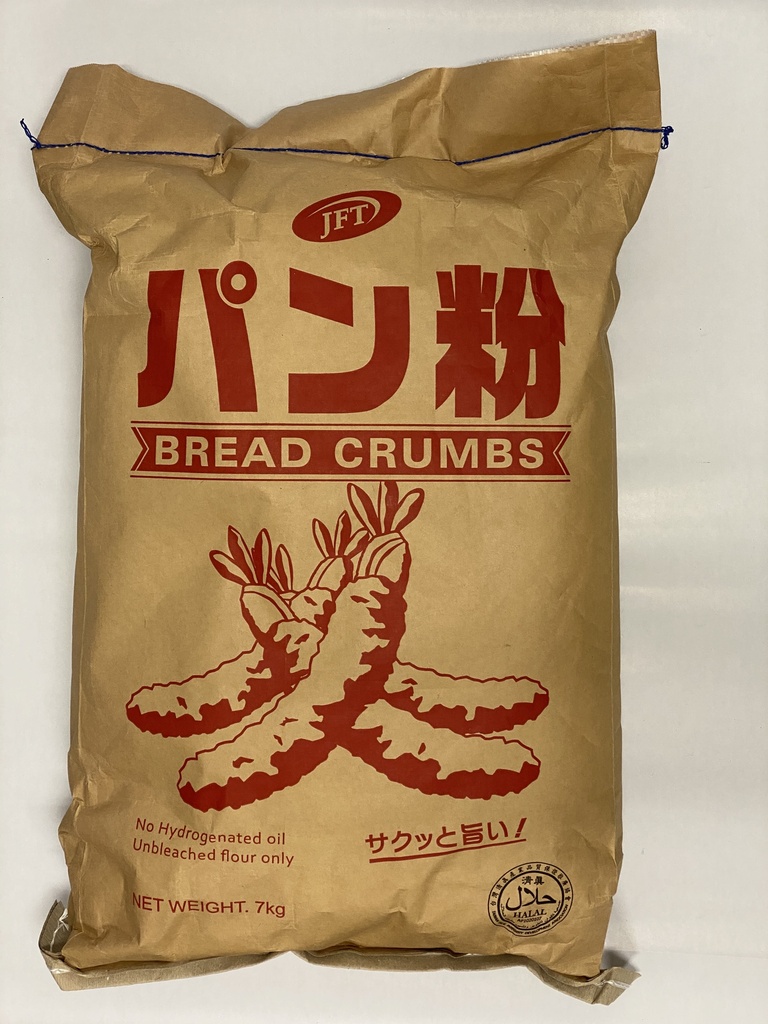 JFT
パン粉
BREAD CRUMBS
No Hydrogenated oil
Unbleached flour only
サクッと旨い!
NET WEIGHT. 7kg
清真
حلال
HALAL